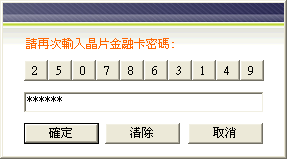 請再次輸入晶片金融卡密碼:
2 5 0 7 8 6 3 1 4 9
******
確定 清除 取消